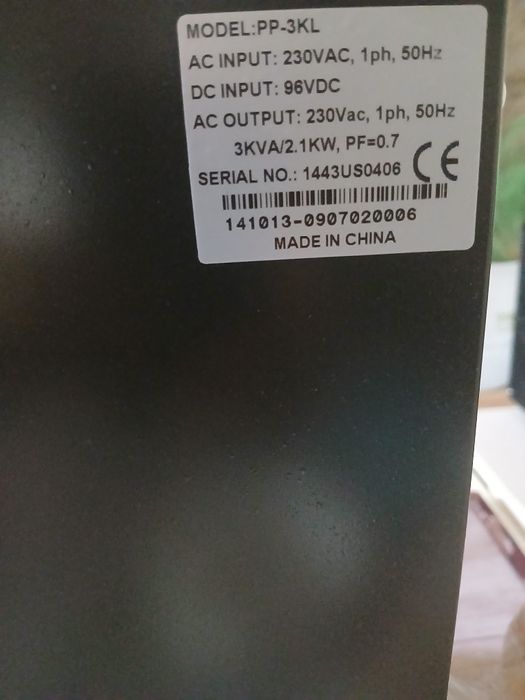 MODEL:PP-3KL
AC INPUT: 230VAC, 1ph, 50Hz
DC INPUT: 96VDC
AC OUTPUT: 230Vac, 1ph, 50Hz
3KVA/2.1KW, PF=0.7
SERIAL NO.: 1443US0406 CE
141013-0907020006
MADE IN CHINA